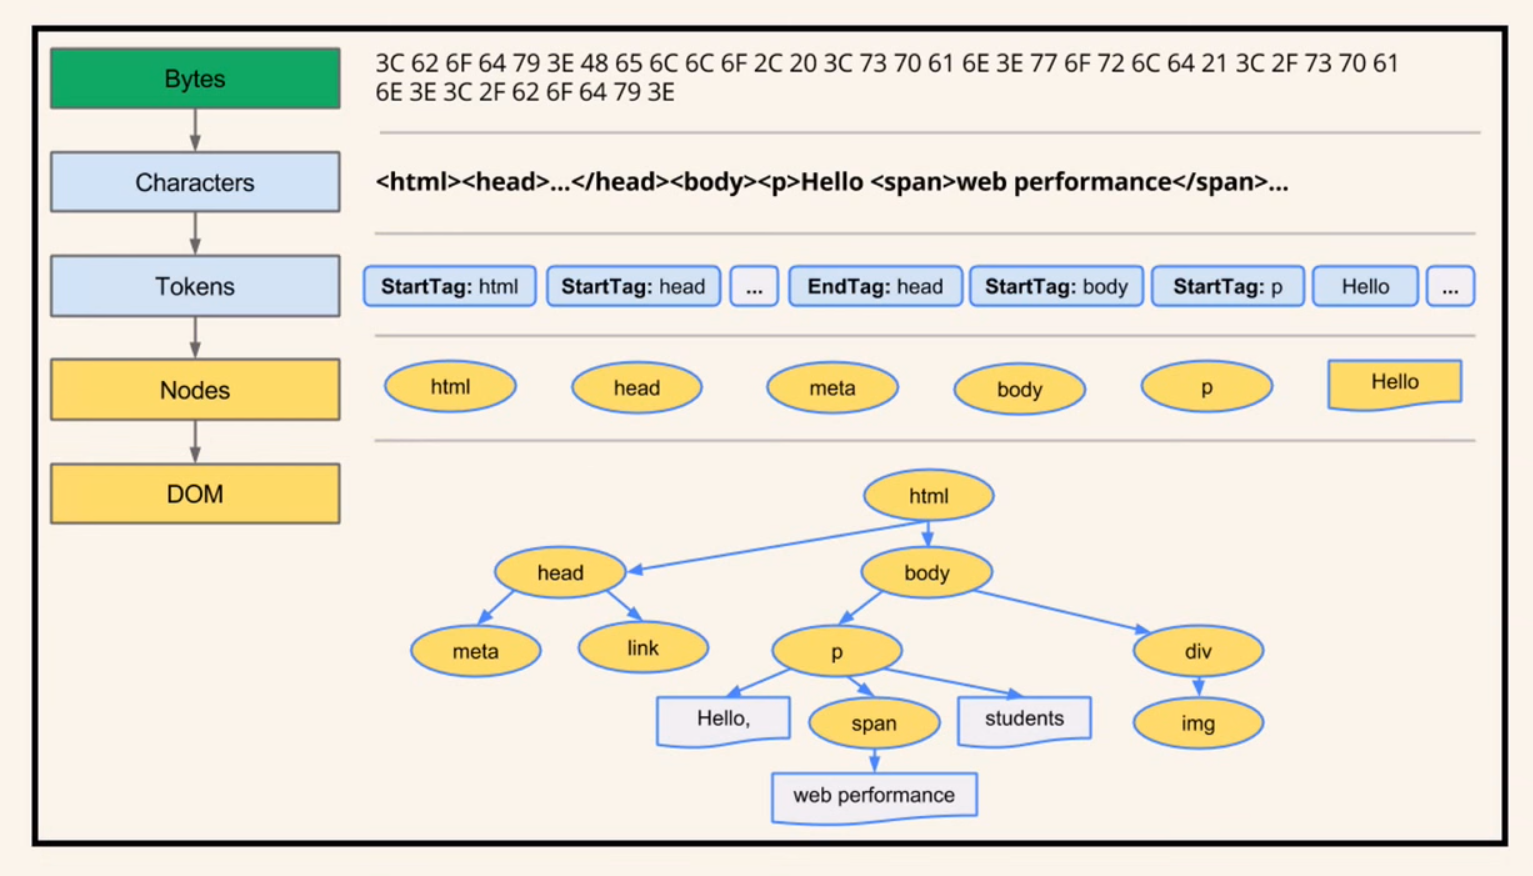 Bytes
3C 62 6F 64 79 3E 48 65 6C 6C 6F 2C 20 3C 73 70 61 6E 3E 77 6F 72 6C 64 21 3C 2F 73 70 61
6E 3E 3C 2F 62 6F 64 79 3E
Characters
<html><head>...</head><body><p>Hello <span>web performance</span>...
Tokens
StartTag: html
StartTag: head
...
EndTag: head
StartTag: body
StartTag: p
Hello
...
Nodes
html
head
meta
body
p
Hello
DOM
html
head
body
meta
link
p
div
Hello,
span
students
img
web performance